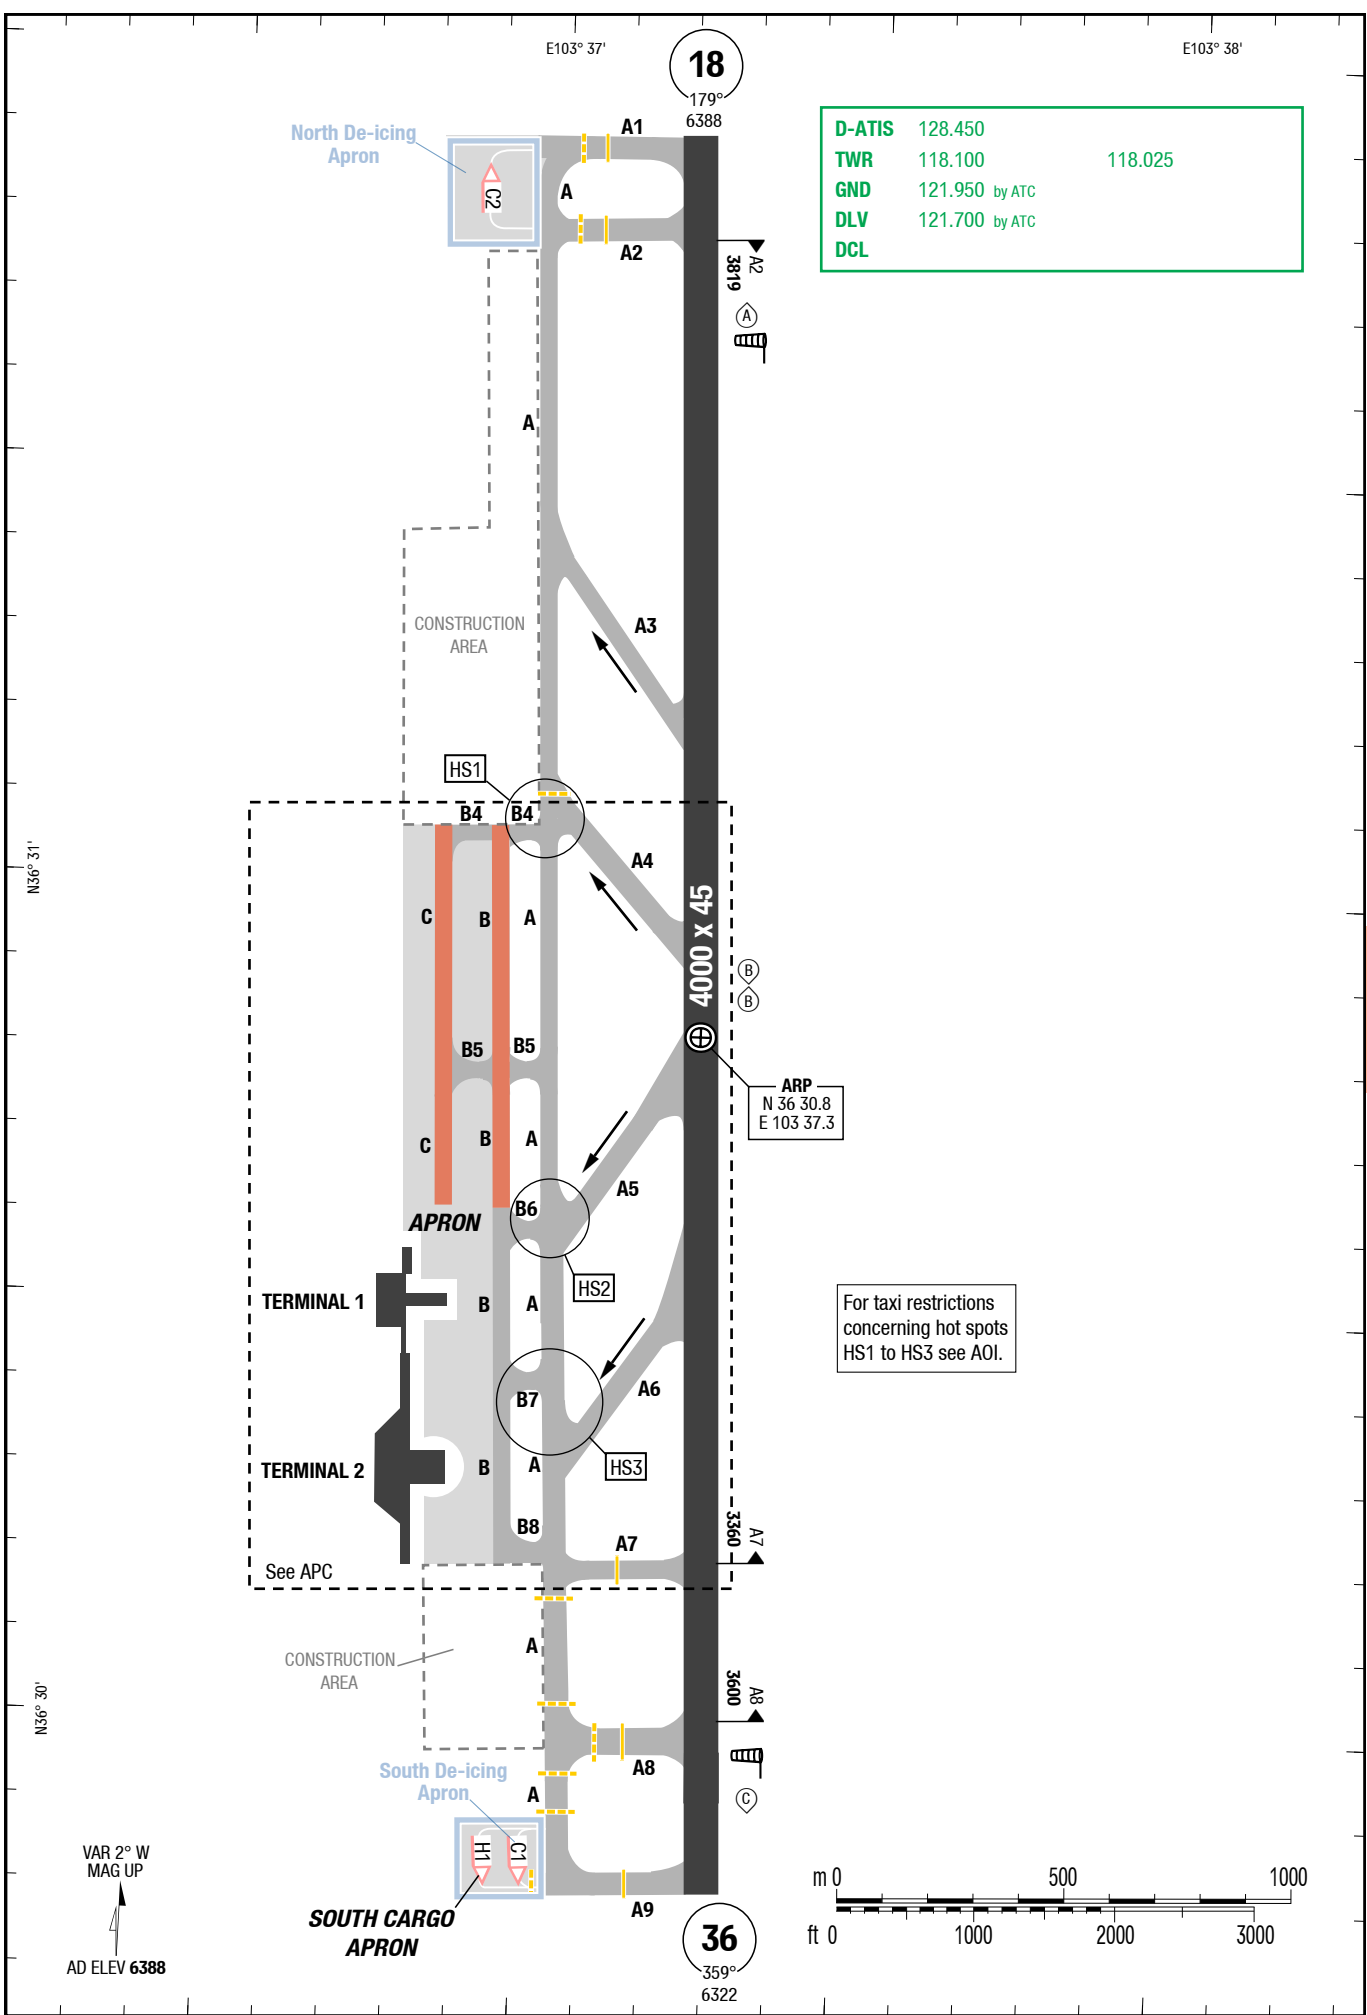 E103° 37'
E103° 38'
18
179°
6388
D-ATIS 128.450
TWR 118.100 118.025
GND 121.950 by ATC
DLV 121.700 by ATC
DCL
North De-icing
Apron
C2
A1
A
A2
A2
3819
A
A
CONSTRUCTION
AREA
A3
HS1
B4
B4
A4
N36° 31'
C
B
A
4000 x 45
B
B
B5
B5
ARP
N 36 30.8
E 103 37.3
C
B
A
A5
B6
APRON
HS2
TERMINAL 1
B
A
For taxi restrictions
concerning hot spots
HS1 to HS3 see AOI.
B7
A6
TERMINAL 2
B
A
HS3
B8
A7
A7
3360
See APC
CONSTRUCTION
AREA
A
N36° 30'
A8
3600
A8
South De-icing
Apron
A
C
H1
C1
VAR 2° W
MAG UP
AD ELEV 6388
SOUTH CARGO
APRON
A9
36
359°
6322
m 0 500 1000
ft 0 1000 2000 3000